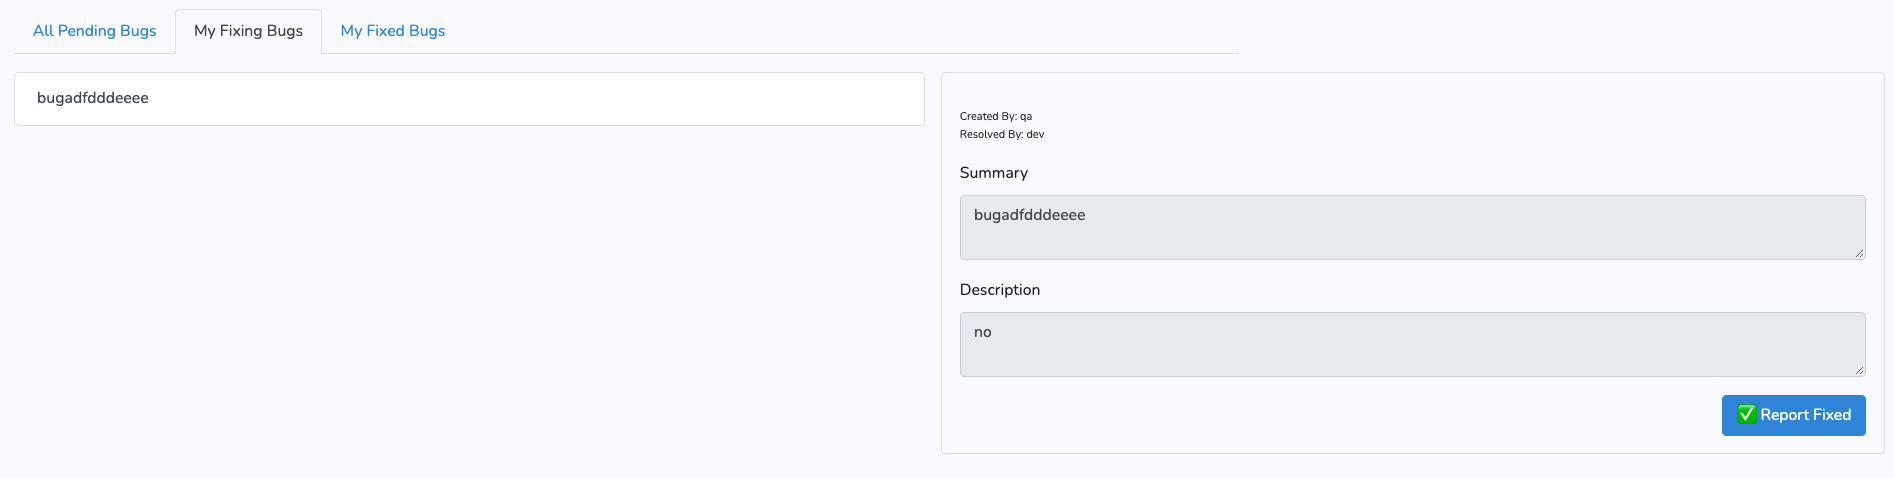 All Pending Bugs
My Fixing Bugs
My Fixed Bugs
bugadfdddeeee
Created By: qa
Resolved By: dev
Summary
bugadfdddeeee
Description
no
✅ Report Fixed